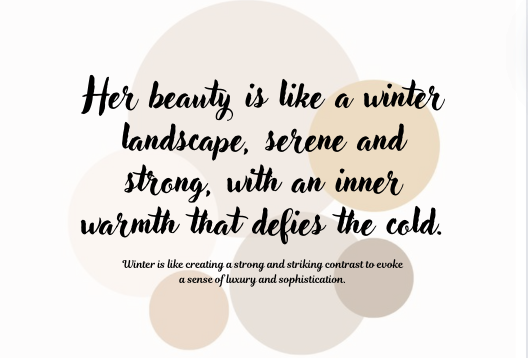 Her beauty is like a winter
landscape, serene and
strong, with an inner
warmth that defies the cold.
Winter is like creating a strong and striking contrast to evoke
a sense of luxury and sophistication.